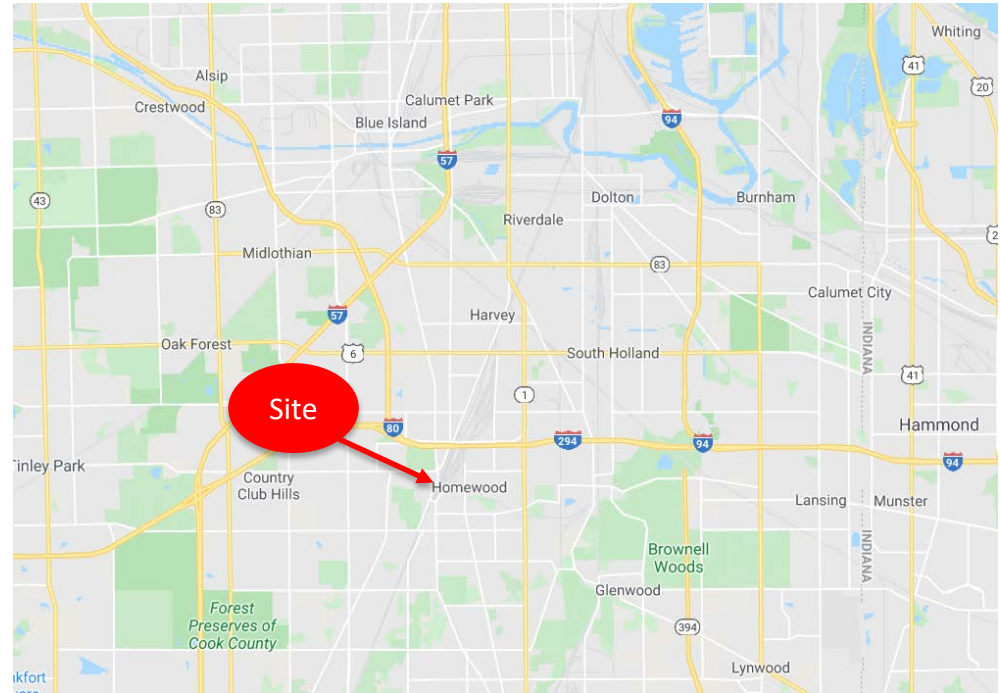 Whiting
41
20
Alsip
Crestwood
Calumet Park
Blue Island
94
57
43
83
Dolton
Burnham
Riverdale
Midlothian
83
Calumet City
57
Harvey
INDIANA
Oak Forest
6
South Holland
41
1
Site
80
294
94
Hammond
94
Tinley Park
Country
Club Hills
Homewood
Lansing
Munster
INDIANA
Brownell
Woods
Glenwood
Forest
Preserves of
Cook County
394
Lynwood
nkfort